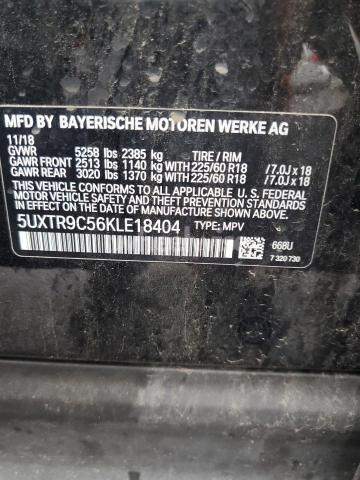 MFD BY BAYERISCHE MOTOREN WERKE AG
11/18
GVWR 5258 lbs 2385 kg TIRE / RIM
GAWR FRONT 2513 lbs 1140 kg WITH 225/60 R18 /7.0J x 18
GAWR REAR 3020 lbs 1370 kg WITH 225/60 R18 /7.0J x 18
THIS VEHICLE CONFORMS TO ALL APPLICABLE U. S. FEDERAL
MOTOR VEHICLE SAFETY, BUMPER, AND THEFT PREVENTION
STANDARDS IN EFFECT ON THE DATE OF MANUFACTURE SHOWN ABOVE.
5UXTR9C56KLE18404 TYPE: MPV
668U
7 320 730